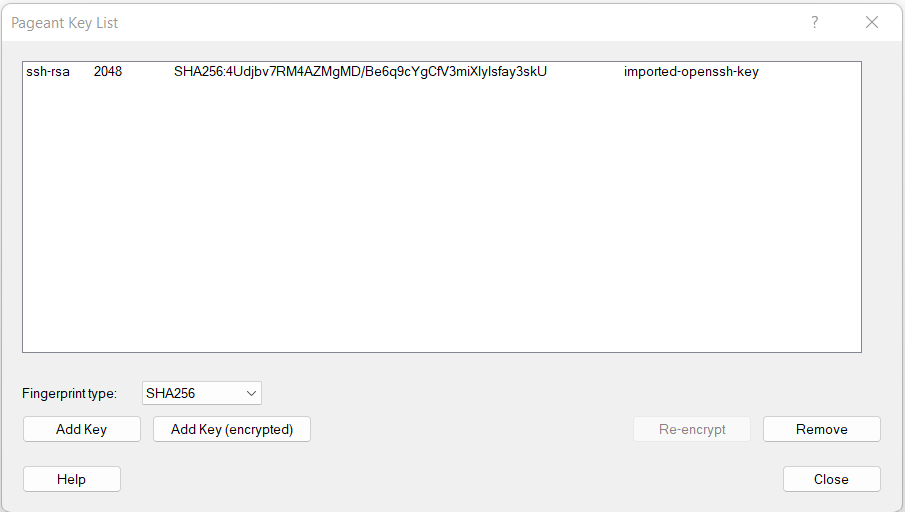 Pageant Key List
ssh-rsa 2048 SHA256:4Udjbv7RM4AZMgMD/Be6q9cYgCfV3miXlyIsfay3skU imported-openssh-key
Fingerprint type: SHA256
Add Key Add Key (encrypted) Re-encrypt Remove
Help Close